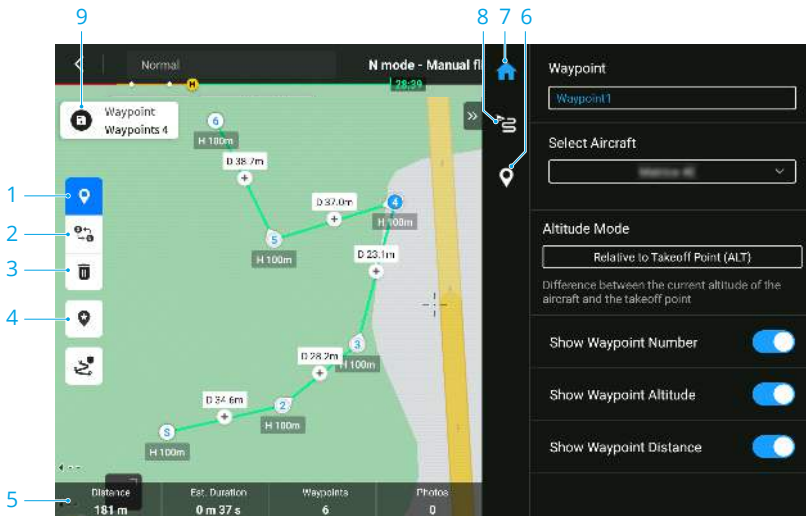 9
8 7 6
Normal
N mode - Manual fl
H
28:39
Waypoint
Waypoints 4
6
H 100m
D 38.7m
D 37.0m
4
H 100m
5
H 100m
D 23.1m
3
H 100m
D 28.2m
2
H 100m
D 34.6m
S
H 100m
1
2
3
4
5
Distance
181 m
Est. Duration
0 m 37 s
Waypoints
6
Photos
0
Waypoint
Waypoint1
Select Aircraft
Altitude Mode
Relative to Takeoff Point (ALT)
Difference between the current altitude of the
aircraft and the takeoff point
Show Waypoint Number
Show Waypoint Altitude
Show Waypoint Distance